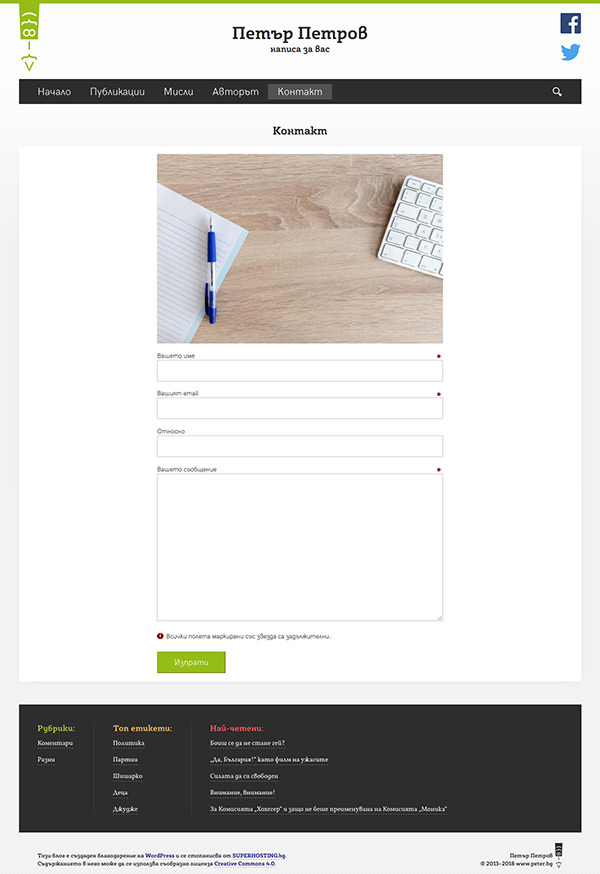 Петър Петров
написа за вас
Начало Публикации Мисли Авторът Контакт
Контакт
Вашето име *
Вашият email *
Относно
Вашето съобщение *
Всички полета маркирани със звезда са задължителни.
Изпрати
Рубрики: Топ етикети: Най-четени:
Коментари Политика Боиш се да не стане гей?
Разни Партии „Да, България!“ като филм на ужасите
Шишарко Силата да си свободен
Деца Внимание, внимание!
Джудже За Комисията „Хохегер“ и защо не беше преименувана на Комисията „Моника“
Този блог е създаден благодарение на WordPress и се стопанисва от SUPERHOSTING.bg. Петър Петров
Съдържанието в него може да се използва съобразно лиценза Creative Commons 4.0. © 2013-2018 www.peter.bg